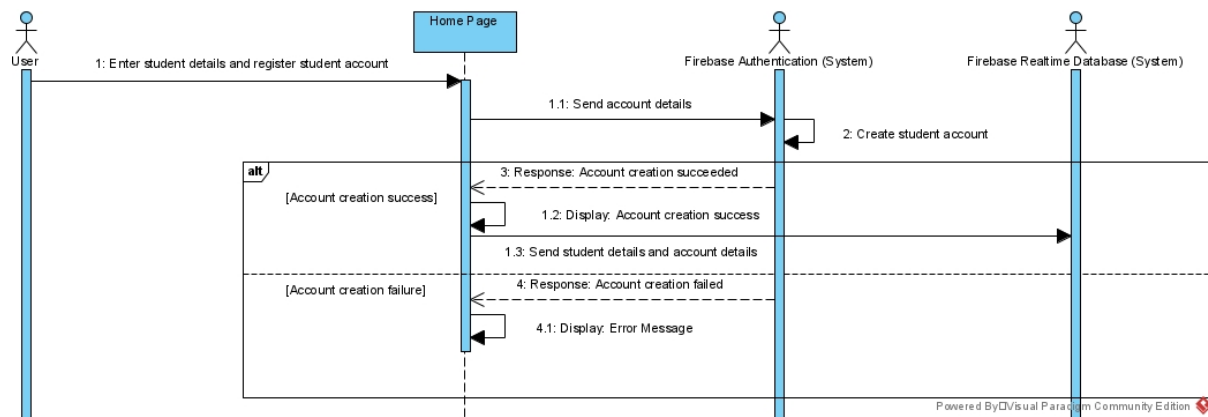 Home Page
User
Firebase Authentication (System)
Firebase Realtime Database (System)
1: Enter student details and register student account
1.1: Send account details
2: Create student account
alt
3: Response: Account creation succeeded
[Account creation success]
1.2: Display: Account creation success
1.3: Send student details and account details
4: Response: Account creation failed
[Account creation failure]
4.1: Display: Error Message
Powered By Visual Paradigm Community Edition